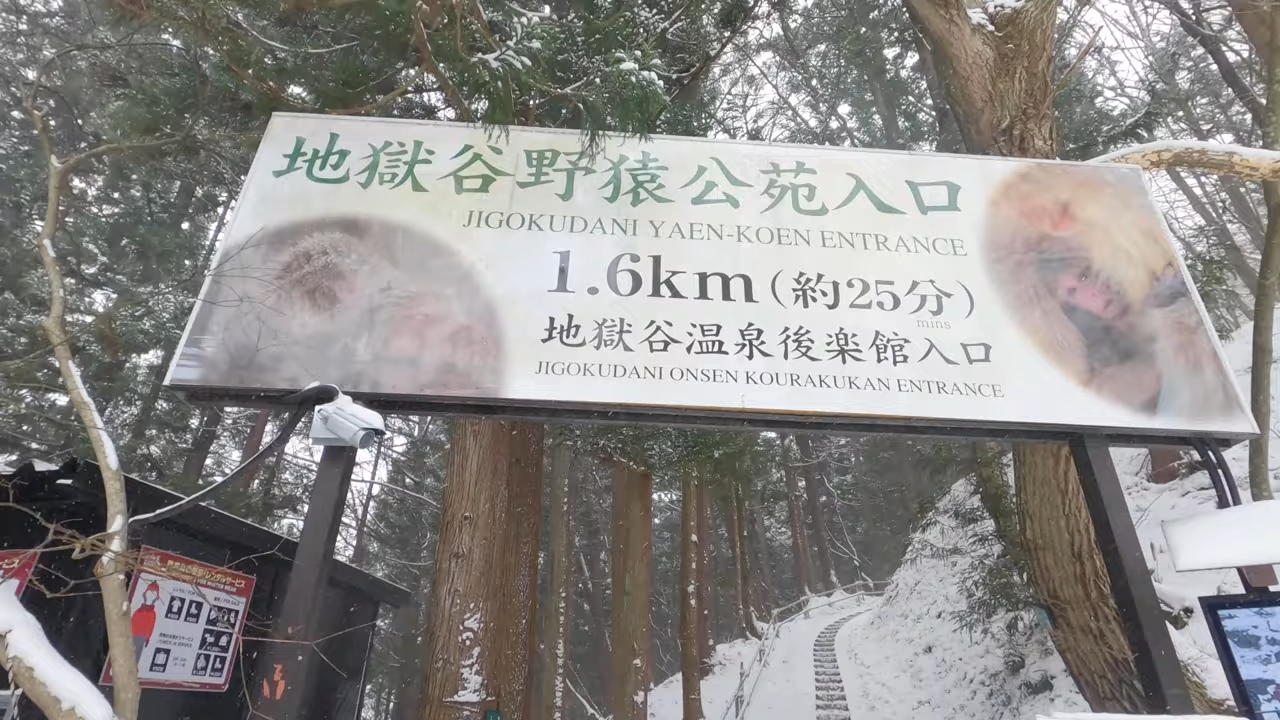 地獄谷野猿公苑入口
JIGOKUDANI YAEN-KOEN ENTRANCE
1.6km(約25分)
mins
地獄谷温泉後楽館入口
JIGOKUDANI ONSEN KOURAKUKAN ENTRANCE